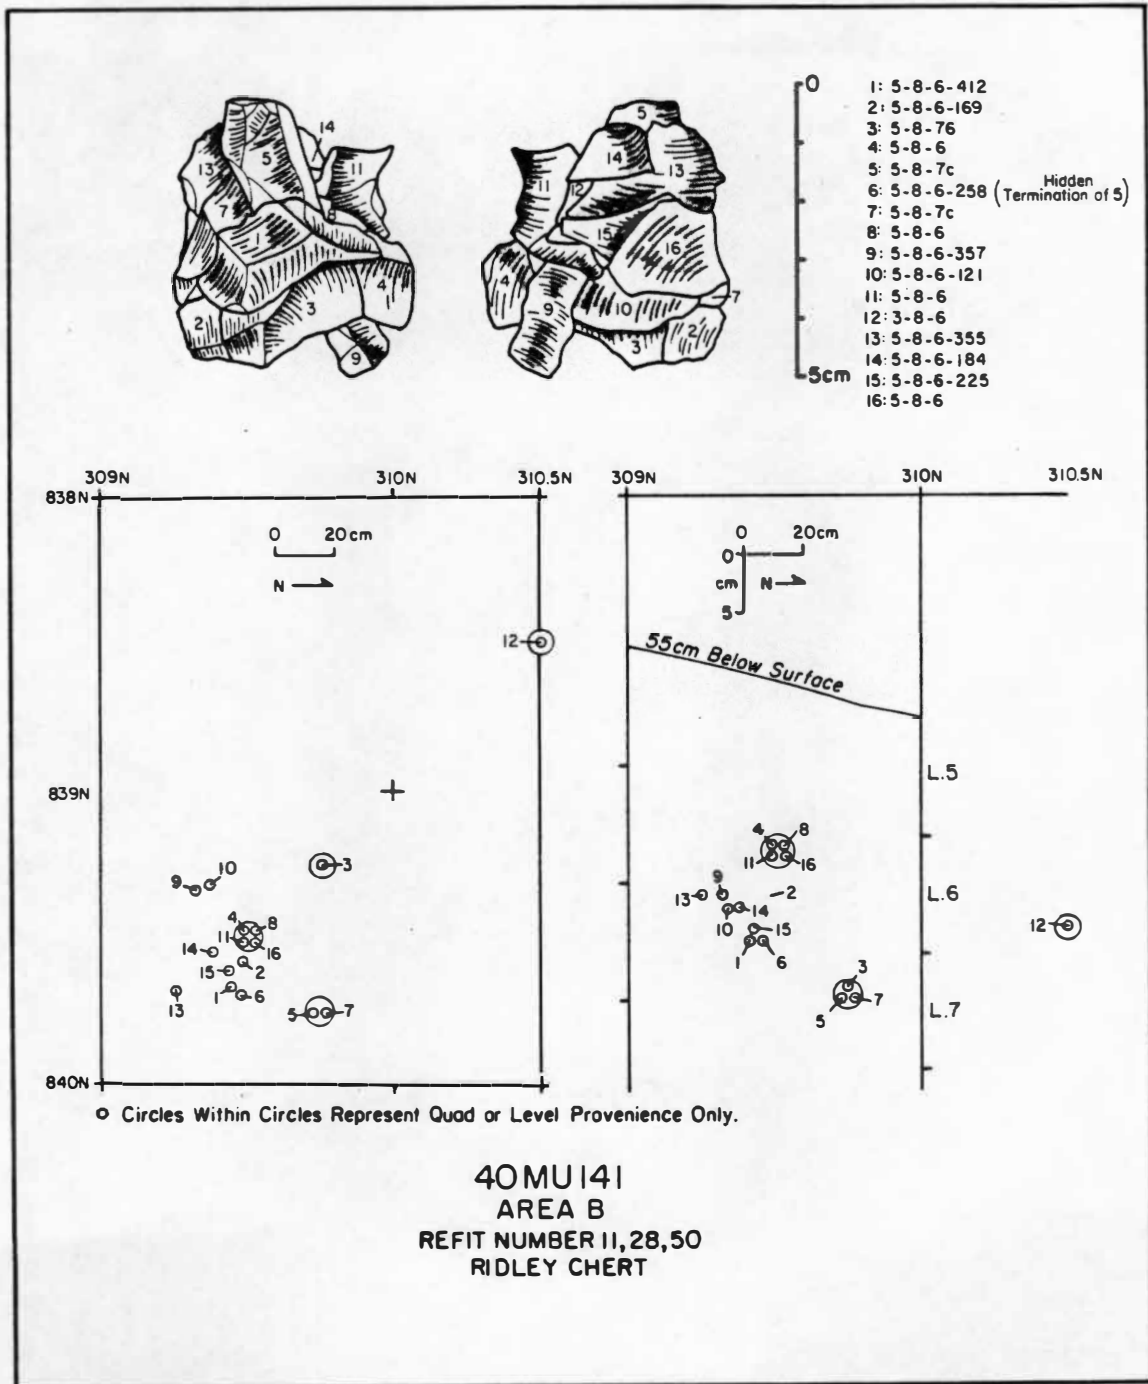 14
13
5
11
7
8
1
3
4
2
9
5
14
13
11
12
15
16
4
7
9
10
2
3
0
5cm
1: 5-8-6-412
2: 5-8-6-169
3: 5-8-76
4: 5-8-6
5: 5-8-7c
6: 5-8-6-258 (Hidden Termination of 5)
7: 5-8-7c
8: 5-8-6
9: 5-8-6-357
10: 5-8-6-121
11: 5-8-6
12: 3-8-6
13: 5-8-6-355
14: 5-8-6-184
15: 5-8-6-225
16: 5-8-6
309N 310N 310.5N
838N
0 20cm
N
12
839N
3
10
9
4 8
11 16
14
2
15
1 6
13
5 7
840N
309N 310N 310.5N
0 20cm
0
cm N
5
55cm Below Surface
L.5
4 8
11 16
9
13 2 L.6
14
10
15 12
1 6
3
5 7 L.7
o Circles Within Circles Represent Quad or Level Provenience Only.
40MU141
AREA B
REFIT NUMBER 11,28,50
RIDLEY CHERT